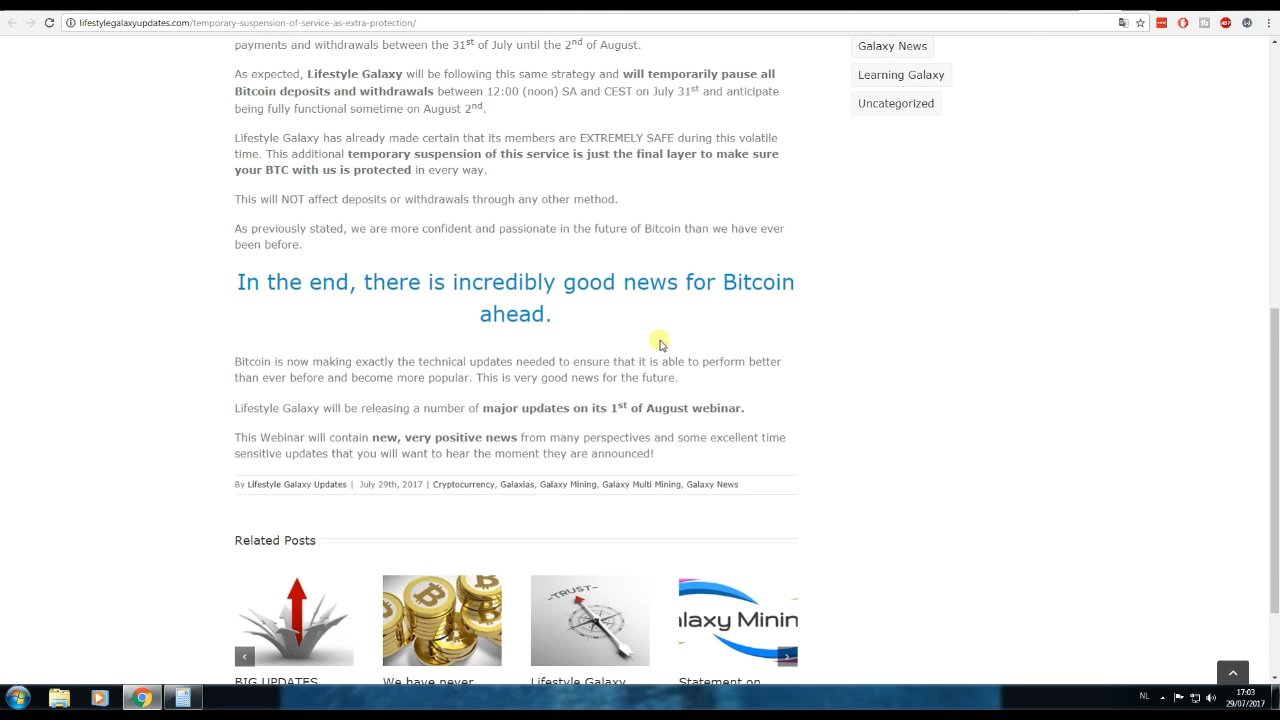 lifestylegalaxyupdates.com/temporary-suspension-of-service-as-extra-protection/
payments and withdrawals between the 31st of July until the 2nd of August.
As expected, Lifestyle Galaxy will be following this same strategy and will temporarily pause all
Bitcoin deposits and withdrawals between 12:00 (noon) SA and CEST on July 31st and anticipate
being fully functional sometime on August 2nd.
Lifestyle Galaxy has already made certain that its members are EXTREMELY SAFE during this volatile
time. This additional temporary suspension of this service is just the final layer to make sure
your BTC with us is protected in every way.
This will NOT affect deposits or withdrawals through any other method.
As previously stated, we are more confident and passionate in the future of Bitcoin than we have ever
been before.
In the end, there is incredibly good news for Bitcoin
ahead.
Bitcoin is now making exactly the technical updates needed to ensure that it is able to perform better
than ever before and become more popular. This is very good news for the future.
Lifestyle Galaxy will be releasing a number of major updates on its 1st of August webinar.
This Webinar will contain new, very positive news from many perspectives and some excellent time
sensitive updates that you will want to hear the moment they are announced!
By Lifestyle Galaxy Updates | July 29th, 2017 | Cryptocurrency, Galaxias, Galaxy Mining, Galaxy Multi Mining, Galaxy News
Galaxy News
Learning Galaxy
Uncategorized
Related Posts
TRUST
laxy Minin
BIG UPDATES
We have never
Lifestyle Galaxy
Statement on
NL
17:03
29/07/2017